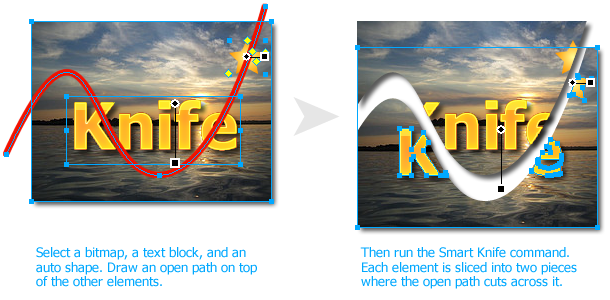 Knife
Knife
Select a bitmap, a text block, and an
auto shape. Draw an open path on top
of the other elements.
Then run the Smart Knife command.
Each element is sliced into two pieces
where the open path cuts across it.